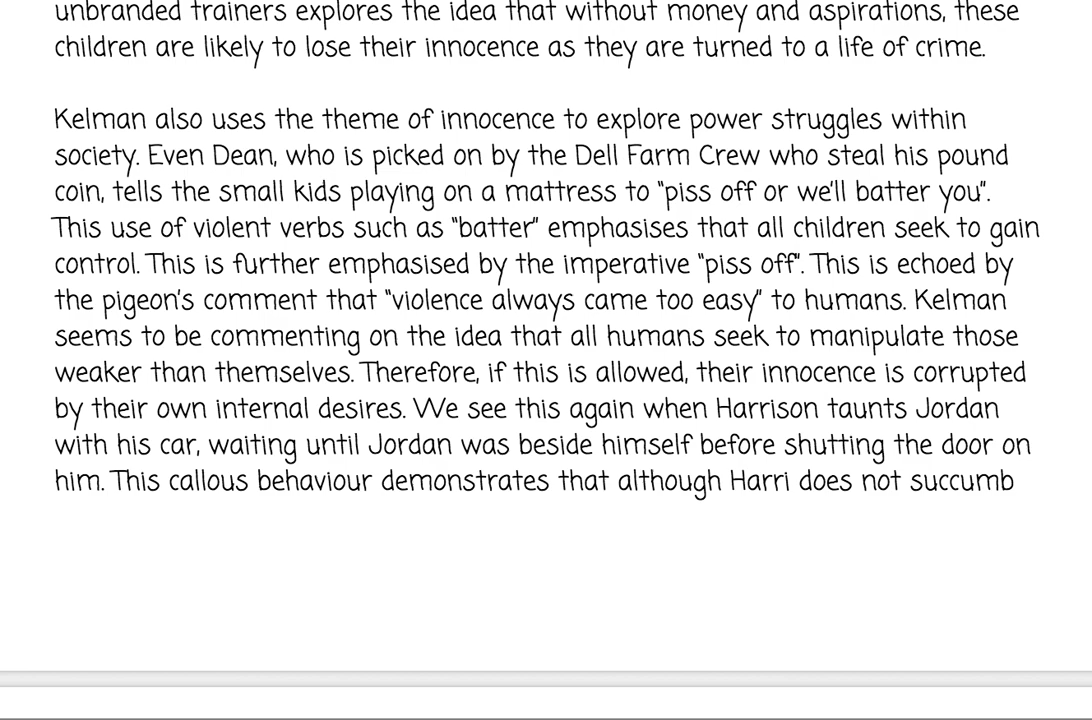 unbranded trainers explores the idea that without money and aspirations, these
children are likely to lose their innocence as they are turned to a life of crime.
Kelman also uses the theme of innocence to explore power struggles within
society. Even Dean, who is picked on by the Dell Farm Crew who steal his pound
coin, tells the small kids playing on a mattress to "piss off or we'll batter you".
This use of violent verbs such as "batter" emphasises that all children seek to gain
control. This is further emphasised by the imperative "piss off". This is echoed by
the pigeon's comment that "violence always came too easy" to humans. Kelman
seems to be commenting on the idea that all humans seek to manipulate those
weaker than themselves. Therefore, if this is allowed, their innocence is corrupted
by their own internal desires. We see this again when Harrison taunts Jordan
with his car, waiting until Jordan was beside himself before shutting the door on
him. This callous behaviour demonstrates that although Harri does not succumb